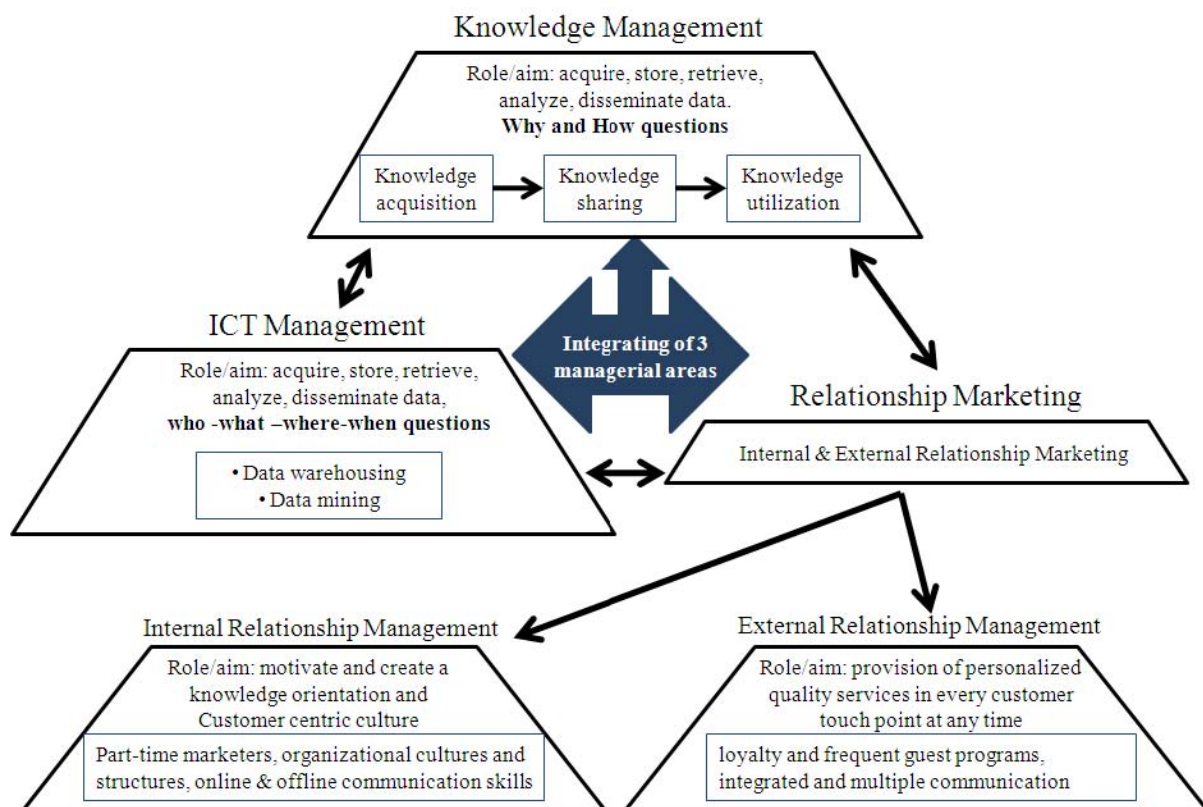 Knowledge Management
Role/aim: acquire, store, retrieve,
analyze, disseminate data.
Why and How questions
Knowledge
acquisition
Knowledge
sharing
Knowledge
utilization
ICT Management
Role/aim: acquire, store, retrieve,
analyze, disseminate data,
who -what –where-when questions
• Data warehousing
• Data mining
Integrating of 3
managerial areas
Relationship Marketing
Internal & External Relationship Marketing
Internal Relationship Management
Role/aim: motivate and create a
knowledge orientation and
Customer centric culture
Part-time marketers, organizational cultures and
structures, online & offline communication skills
External Relationship Management
Role/aim: provision of personalized
quality services in every customer
touch point at any time
loyalty and frequent guest programs,
integrated and multiple communication